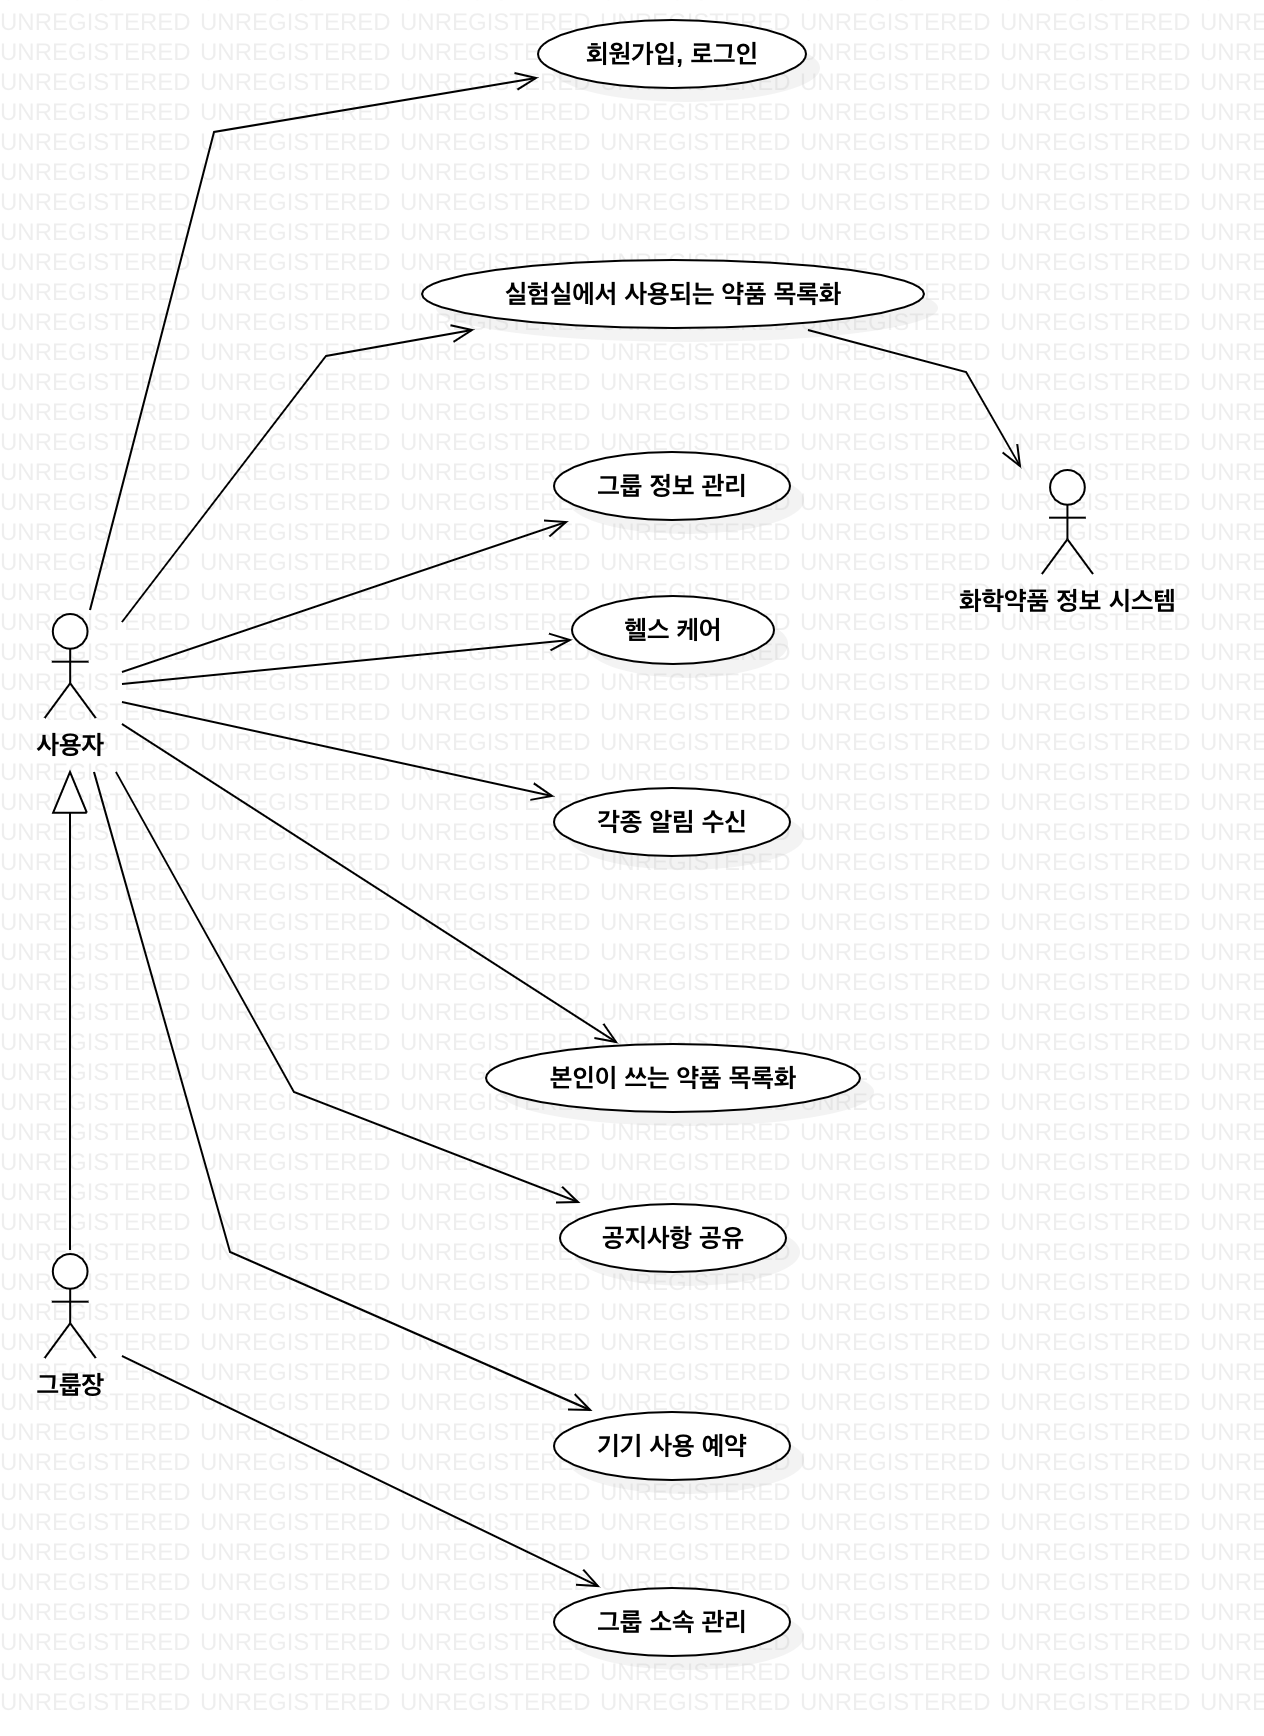 회원가입, 로그인
실험실에서 사용되는 약품 목록화
그룹 정보 관리
화학약품 정보 시스템
헬스 케어
사용자
각종 알림 수신
본인이 쓰는 약품 목록화
공지사항 공유
그룹장
기기 사용 예약
그룹 소속 관리
UNREGISTERED